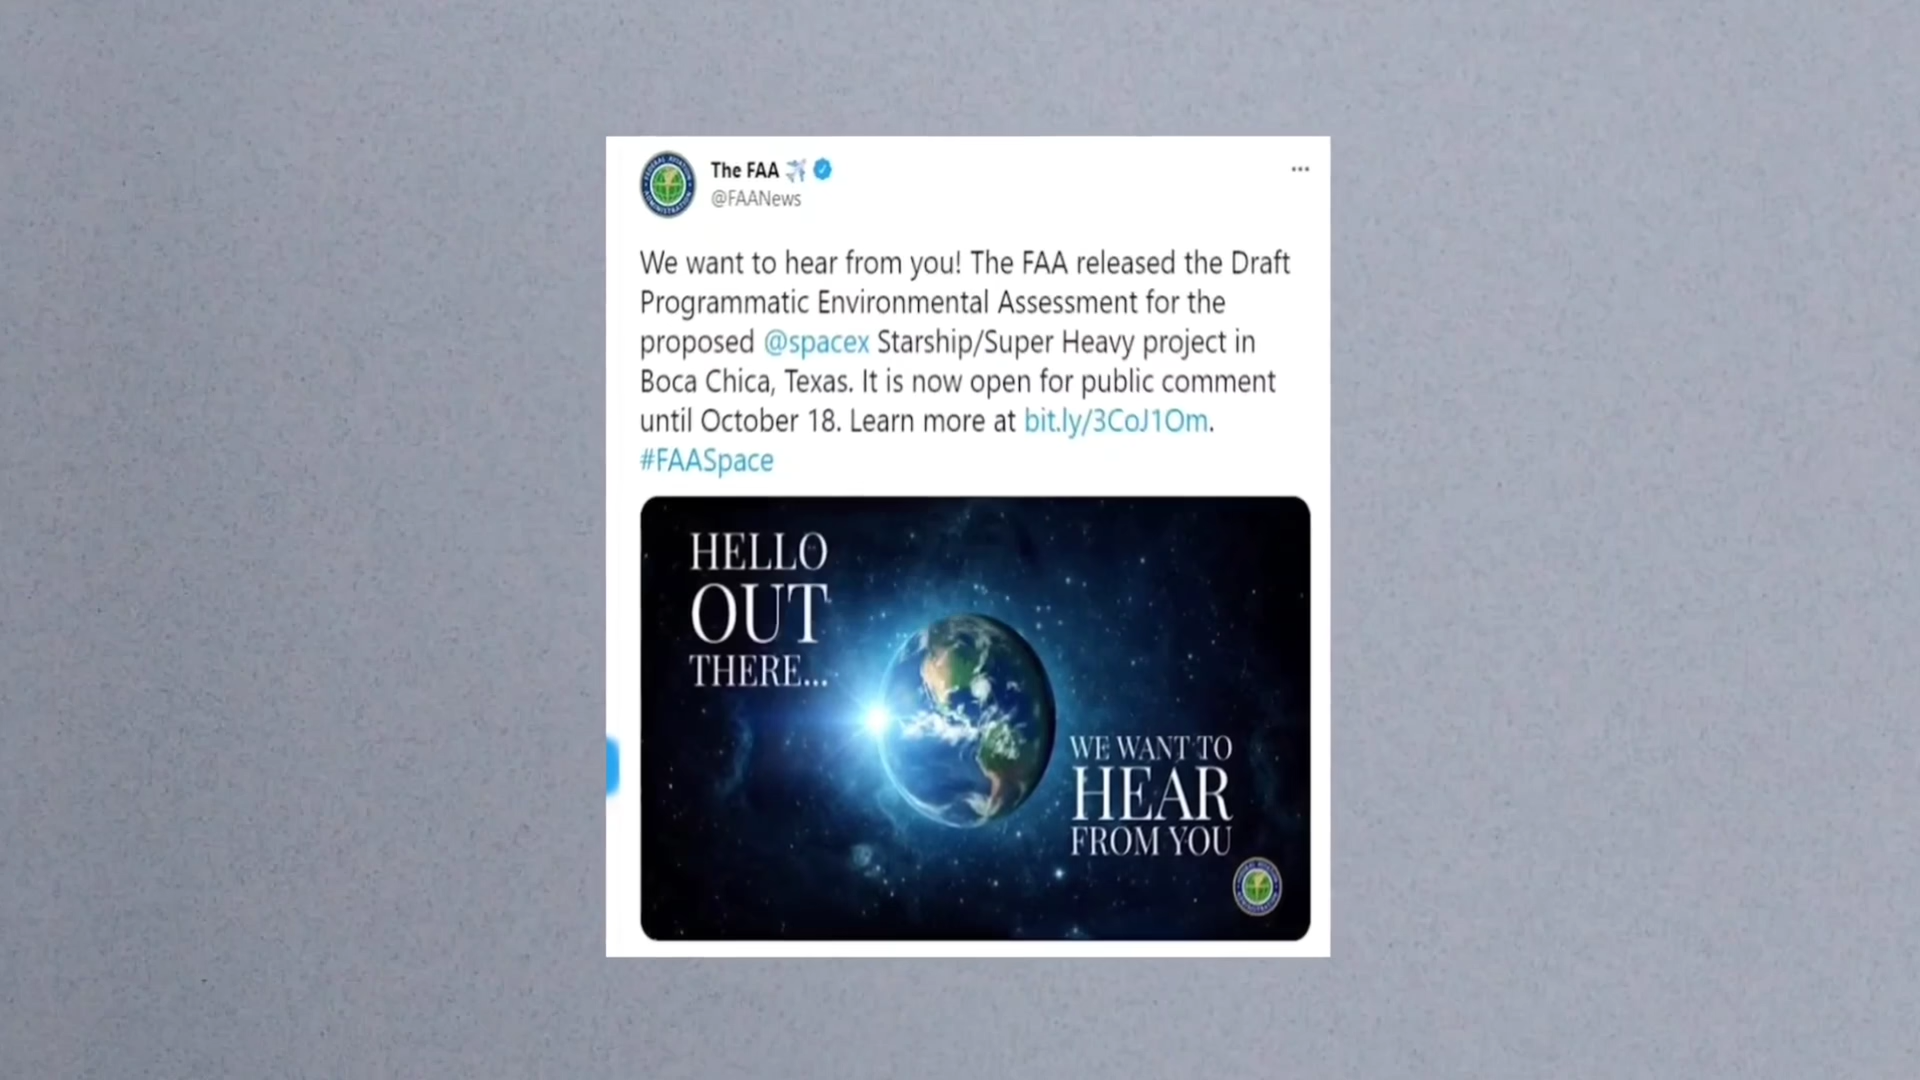 The FAA
@FAANews
We want to hear from you! The FAA released the Draft
Programmatic Environmental Assessment for the
proposed @spacex Starship/Super Heavy project in
Boca Chica, Texas. It is now open for public comment
until October 18. Learn more at bit.ly/3CoJ1Om.
#FAASpace
HELLO
OUT
THERE...
WE WANT TO
HEAR
FROM YOU